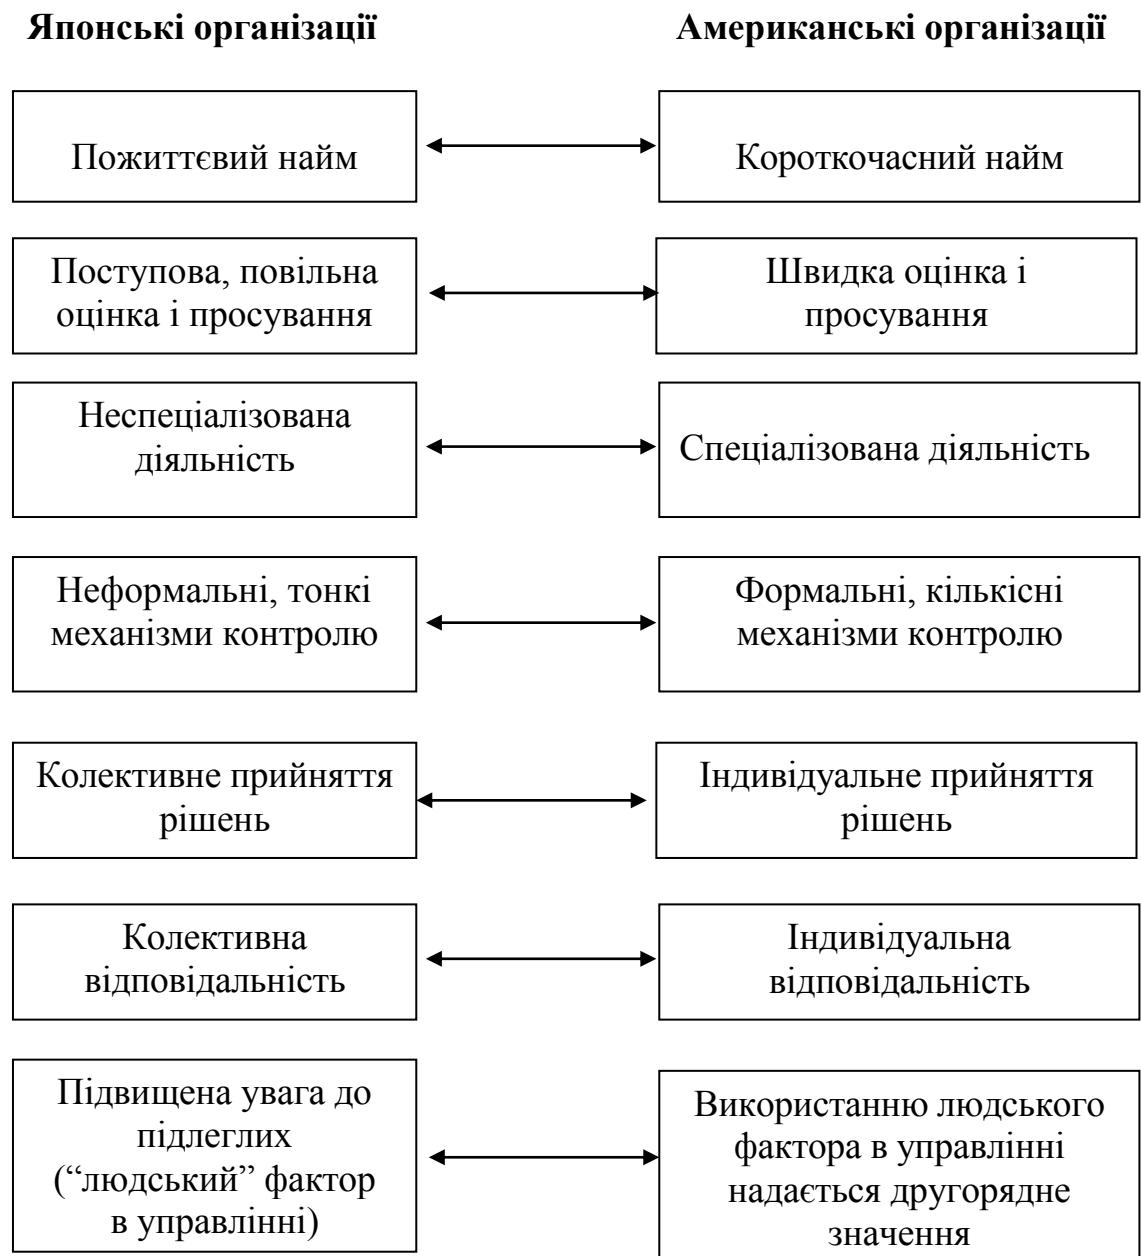 Японські організації
Американські організації
Пожиттєвий найм
Короткочасний найм
Поступова, повільна
оцінка і просування
Швидка оцінка і
просування
Неспеціалізована
діяльність
Спеціалізована діяльність
Неформальні, тонкі
механізми контролю
Формальні, кількісні
механізми контролю
Колективне прийняття
рішень
Індивідуальне прийняття
рішень
Колективна
відповідальність
Індивідуальна
відповідальність
Підвищена увага до
підлеглих
(“людський” фактор
в управлінні)
Використанню людського
фактора в управлінні
надається другорядне
значення